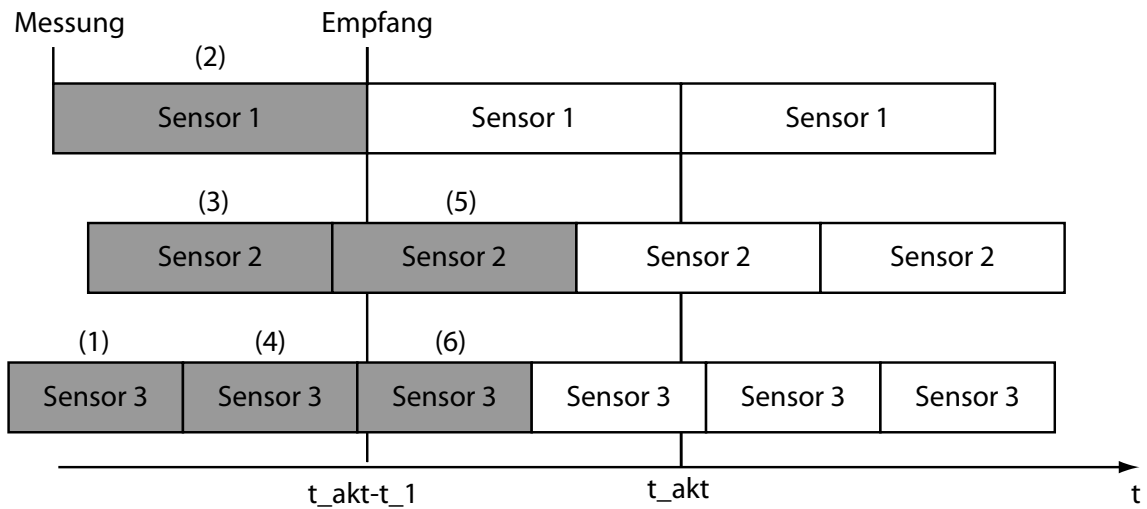 Messung Empfang
(2)
Sensor 1 Sensor 1 Sensor 1
(3) (5)
Sensor 2 Sensor 2 Sensor 2 Sensor 2
(1) (4) (6)
Sensor 3 Sensor 3 Sensor 3 Sensor 3 Sensor 3 Sensor 3
t_akt-t_1 t_akt t